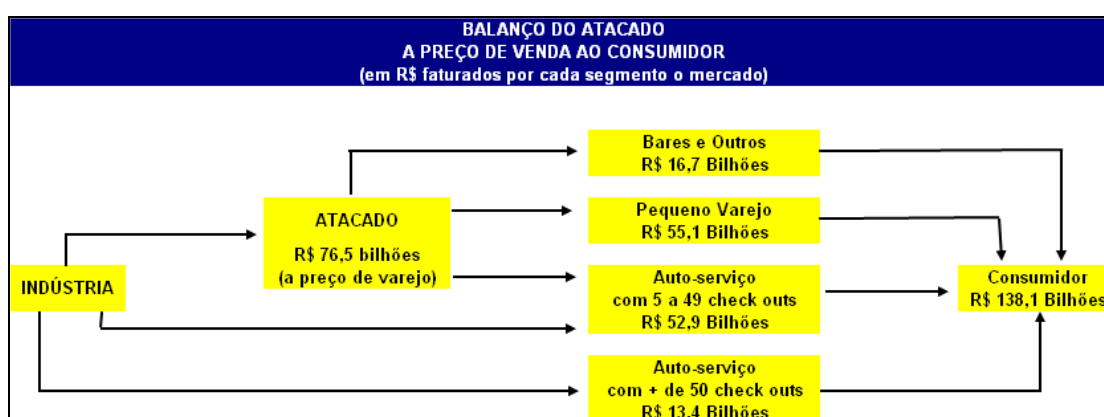 BALANÇO DO ATACADO
A PREÇO DE VENDA AO CONSUMIDOR
(em R$ faturados por cada segmento o mercado)
Bares e Outros
R$ 16,7 Bilhões
ATACADO
R$ 76,5 bilhões
(a preço de varejo)
Pequeno Varejo
R$ 55,1 Bilhões
INDÚSTRIA
Auto-serviço
com 5 a 49 check outs
R$ 52,9 Bilhões
Consumidor
R$ 138,1 Bilhões
Auto-serviço
com + de 50 check outs
R$ 13,4 Bilhões